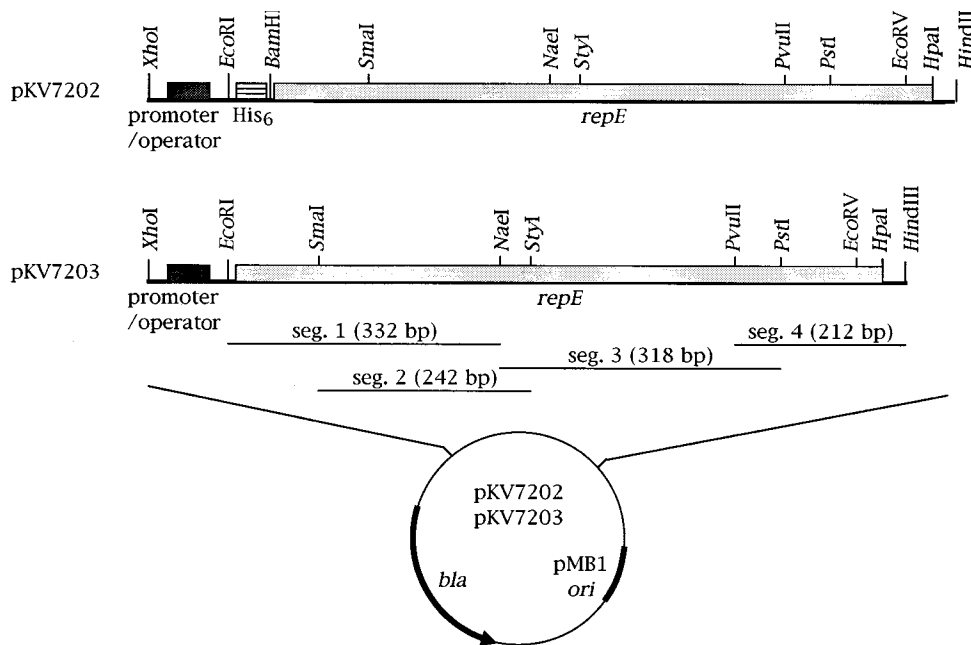 XhoI EcoRI BamHI SmaI NaeI StyI PvuII PstI EcoRV HpaI HindII
pKV7202
promoter
/operator
His6
repE
XhoI EcoRI SmaI NaeI StyI PvuII PstI EcoRV HpaI HindIII
pKV7203
promoter
/operator
repE
seg. 1 (332 bp)
seg. 4 (212 bp)
seg. 3 (318 bp)
seg. 2 (242 bp)
pKV7202
pKV7203
bla
pMB1
ori